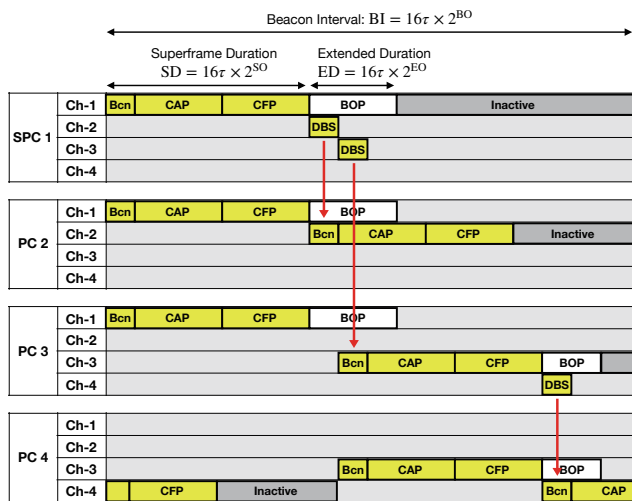 Beacon Interval: BI = 16τ × 2^BO
Superframe Duration
SD = 16τ × 2^SO
Extended Duration
ED = 16τ × 2^EO
SPC 1
Ch-1 Bcn CAP CFP BOP Inactive
Ch-2 DBS
Ch-3 DBS
Ch-4
PC 2
Ch-1 Bcn CAP CFP BOP
Ch-2 Bcn CAP CFP Inactive
Ch-3
Ch-4
PC 3
Ch-1 Bcn CAP CFP BOP
Ch-2
Ch-3 Bcn CAP CFP BOP
Ch-4 DBS
PC 4
Ch-1
Ch-2
Ch-3 Bcn CAP CFP BOP
Ch-4 CFP Inactive Bcn CAP